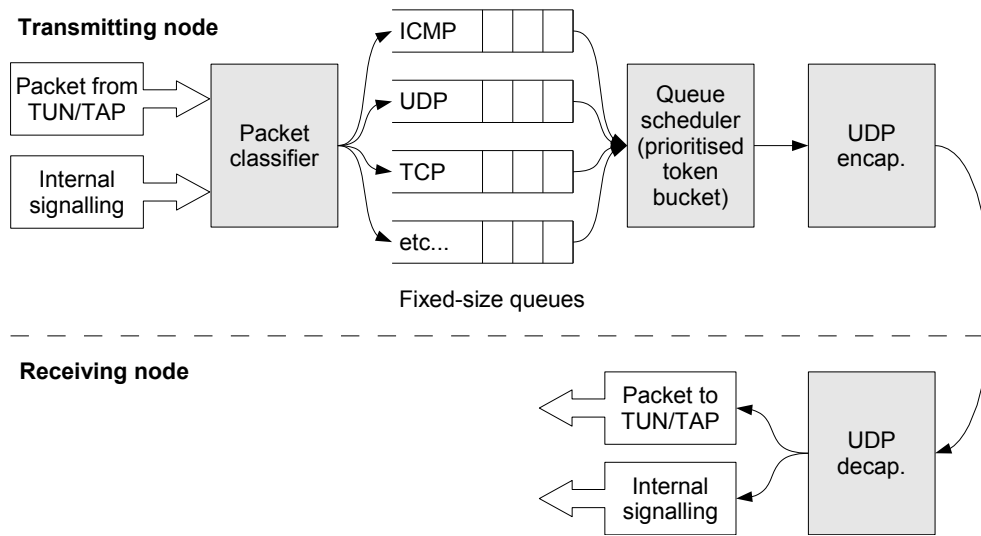 Transmitting node
Packet from
TUN/TAP
Internal
signalling
Packet
classifier
ICMP
UDP
TCP
etc...
Fixed-size queues
Queue
scheduler
(prioritised
token
bucket)
UDP
encap.
Receiving node
Packet to
TUN/TAP
Internal
signalling
UDP
decap.